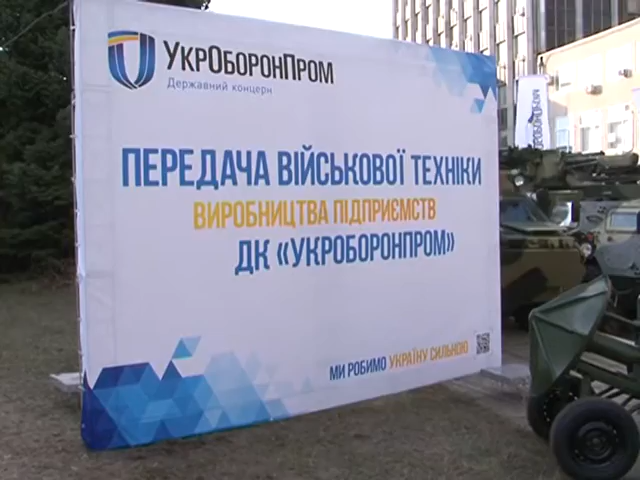 УКРОБОРОНПРОМ
Державний концерн
ПЕРЕДАЧА ВІЙСЬКОВОЇ ТЕХНІКИ
ВИРОБНИЦТВА ПІДПРИЄМСТВ
ДК «УКРОБОРОНПРОМ»
МИ РОБИМО УКРАЇНУ СИЛЬНОЮ